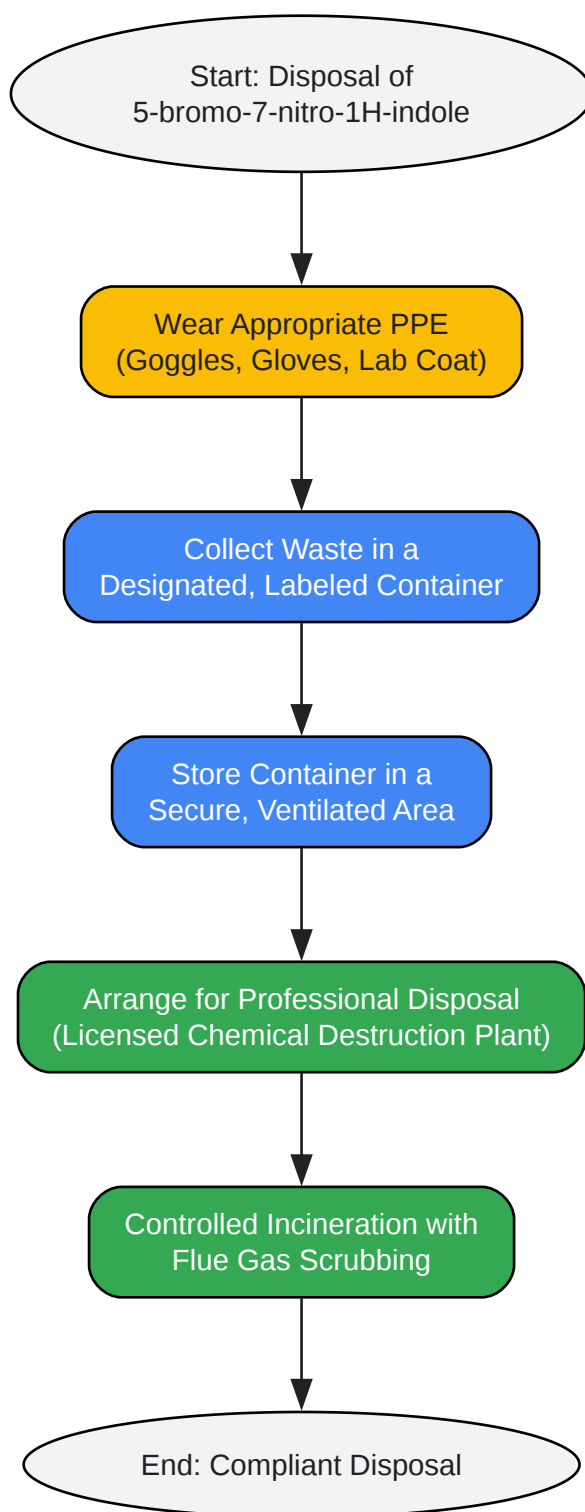 Start: Disposal of
5-bromo-7-nitro-1H-indole
Wear Appropriate PPE
(Goggles, Gloves, Lab Coat)
Collect Waste in a
Designated, Labeled Container
Store Container in a
Secure, Ventilated Area
Arrange for Professional Disposal
(Licensed Chemical Destruction Plant)
Controlled Incineration with
Flue Gas Scrubbing
End: Compliant Disposal